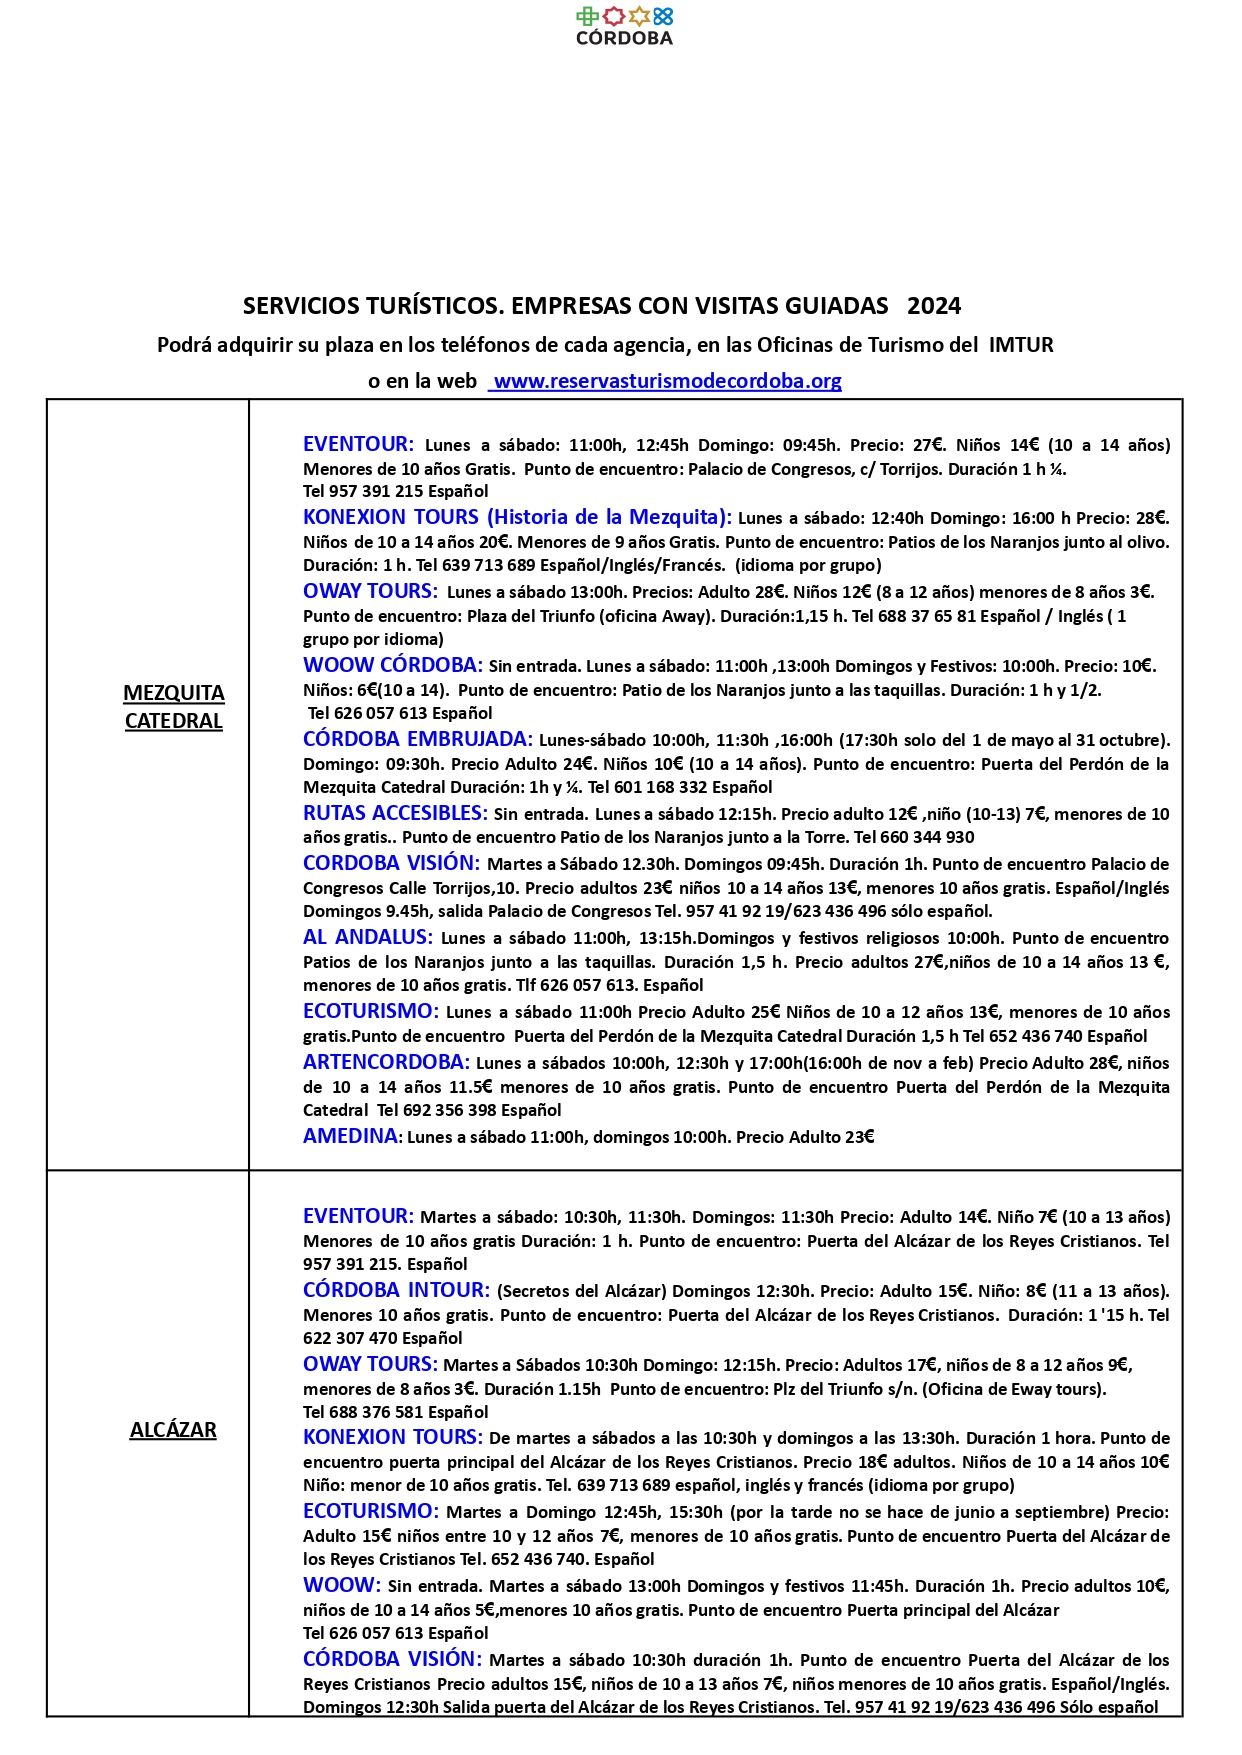 CÓRDOBA
SERVICIOS TURÍSTICOS. EMPRESAS CON VISITAS GUIADAS 2024
Podrá adquirir su plaza en los teléfonos de cada agencia, en las Oficinas de Turismo del IMTUR
o en la web www.reservasturismodecordoba.org
MEZQUITA
CATEDRAL
EVENTOUR: Lunes a sábado: 11:00h, 12:45h Domingo: 09:45h. Precio: 27€. Niños 14€ (10 a 14 años)
Menores de 10 años Gratis. Punto de encuentro: Palacio de Congresos, c/ Torrijos. Duración 1 h ¼.
Tel 957 391 215 Español
KONEXION TOURS (Historia de la Mezquita): Lunes a sábado: 12:40h Domingo: 16:00 h Precio: 28€.
Niños de 10 a 14 años 20€. Menores de 9 años Gratis. Punto de encuentro: Patios de los Naranjos junto al olivo.
Duración: 1 h. Tel 639 713 689 Español/Inglés/Francés. (idioma por grupo)
OWAY TOURS: Lunes a sábado 13:00h. Precios: Adulto 28€. Niños 12€ (8 a 12 años) menores de 8 años 3€.
Punto de encuentro: Plaza del Triunfo (oficina Away). Duración:1,15 h. Tel 688 37 65 81 Español / Inglés ( 1
grupo por idioma)
WOOW CÓRDOBA: Sin entrada. Lunes a sábado: 11:00h ,13:00h Domingos y Festivos: 10:00h. Precio: 10€.
Niños: 6€(10 a 14). Punto de encuentro: Patio de los Naranjos junto a las taquillas. Duración: 1 h y 1/2.
Tel 626 057 613 Español
CÓRDOBA EMBRUJADA: Lunes-sábado 10:00h, 11:30h ,16:00h (17:30h solo del 1 de mayo al 31 octubre).
Domingo: 09:30h. Precio Adulto 24€. Niños 10€ (10 a 14 años). Punto de encuentro: Puerta del Perdón de la
Mezquita Catedral Duración: 1h y ¼. Tel 601 168 332 Español
RUTAS ACCESIBLES: Sin entrada. Lunes a sábado 12:15h. Precio adulto 12€ ,niño (10-13) 7€, menores de 10
años gratis.. Punto de encuentro Patio de los Naranjos junto a la Torre. Tel 660 344 930
CORDOBA VISIÓN: Martes a Sábado 12.30h. Domingos 09:45h. Duración 1h. Punto de encuentro Palacio de
Congresos Calle Torrijos,10. Precio adultos 23€ niños 10 a 14 años 13€, menores 10 años gratis. Español/Inglés
Domingos 9.45h, salida Palacio de Congresos Tel. 957 41 92 19/623 436 496 sólo español.
AL ANDALUS: Lunes a sábado 11:00h, 13:15h.Domingos y festivos religiosos 10:00h. Punto de encuentro
Patios de los Naranjos junto a las taquillas. Duración 1,5 h. Precio adultos 27€,niños de 10 a 14 años 13 €,
menores de 10 años gratis. Tlf 626 057 613. Español
ECOTURISMO: Lunes a sábado 11:00h Precio Adulto 25€ Niños de 10 a 12 años 13€, menores de 10 años
gratis.Punto de encuentro Puerta del Perdón de la Mezquita Catedral Duración 1,5 h Tel 652 436 740 Español
ARTENCORDOBA: Lunes a sábados 10:00h, 12:30h y 17:00h(16:00h de nov a feb) Precio Adulto 28€, niños
de 10 a 14 años 11.5€ menores de 10 años gratis. Punto de encuentro Puerta del Perdón de la Mezquita
Catedral Tel 692 356 398 Español
AMEDINA: Lunes a sábado 11:00h, domingos 10:00h. Precio Adulto 23€
ALCÁZAR
EVENTOUR: Martes a sábado: 10:30h, 11:30h. Domingos: 11:30h Precio: Adulto 14€. Niño 7€ (10 a 13 años)
Menores de 10 años gratis Duración: 1 h. Punto de encuentro: Puerta del Alcázar de los Reyes Cristianos. Tel
957 391 215. Español
CÓRDOBA INTOUR: (Secretos del Alcázar) Domingos 12:30h. Precio: Adulto 15€. Niño: 8€ (11 a 13 años).
Menores 10 años gratis. Punto de encuentro: Puerta del Alcázar de los Reyes Cristianos. Duración: 1 '15 h. Tel
622 307 470 Español
OWAY TOURS: Martes a Sábados 10:30h Domingo: 12:15h. Precio: Adultos 17€, niños de 8 a 12 años 9€,
menores de 8 años 3€. Duración 1.15h Punto de encuentro: Plz del Triunfo s/n. (Oficina de Eway tours).
Tel 688 376 581 Español
KONEXION TOURS: De martes a sábados a las 10:30h y domingos a las 13:30h. Duración 1 hora. Punto de
encuentro puerta principal del Alcázar de los Reyes Cristianos. Precio 18€ adultos. Niños de 10 a 14 años 10€
Niño: menor de 10 años gratis. Tel. 639 713 689 español, inglés y francés (idioma por grupo)
ECOTURISMO: Martes a Domingo 12:45h, 15:30h (por la tarde no se hace de junio a septiembre) Precio:
Adulto 15€ niños entre 10 y 12 años 7€, menores de 10 años gratis. Punto de encuentro Puerta del Alcázar de
los Reyes Cristianos Tel. 652 436 740. Español
WOOW: Sin entrada. Martes a sábado 13:00h Domingos y festivos 11:45h. Duración 1h. Precio adultos 10€,
niños de 10 a 14 años 5€,menores 10 años gratis. Punto de encuentro Puerta principal del Alcázar
Tel 626 057 613 Español
CÓRDOBA VISIÓN: Martes a sábado 10:30h duración 1h. Punto de encuentro Puerta del Alcázar de los
Reyes Cristianos Precio adultos 15€, niños de 10 a 13 años 7€, niños menores de 10 años gratis. Español/Inglés.
Domingos 12:30h Salida puerta del Alcázar de los Reyes Cristianos. Tel. 957 41 92 19/623 436 496 Sólo español